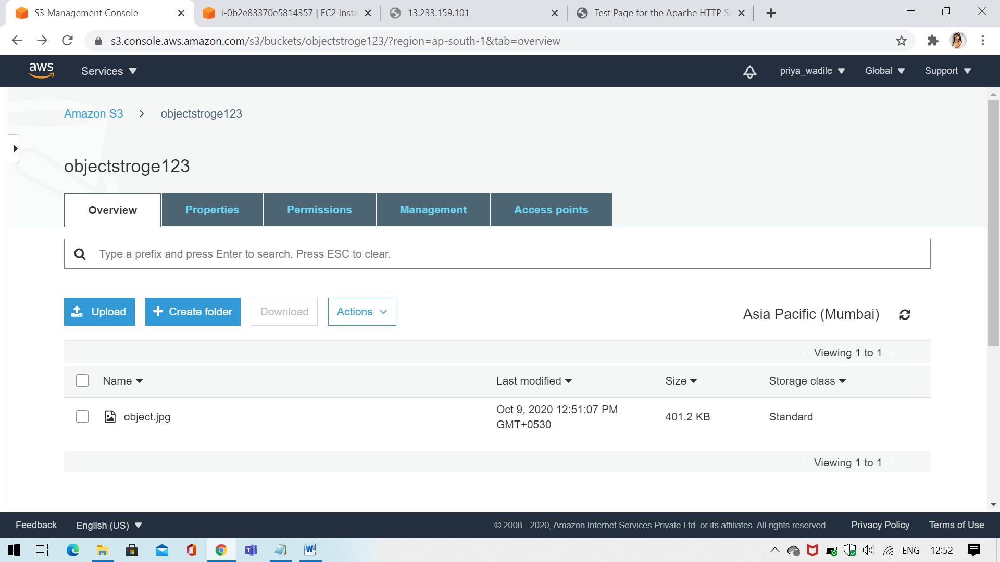 S3 Management Console
i-0b2e83370e5814357 | EC2 Insta
13.233.159.101
Test Page for the Apache HTTP Se
s3.console.aws.amazon.com/s3/buckets/objectstroge123/?region=ap-south-1&tab=overview
aws
Services
priya_wadile
Global
Support
Amazon S3 > objectstroge123
objectstroge123
Overview
Properties
Permissions
Management
Access points
Type a prefix and press Enter to search. Press ESC to clear.
Upload
+ Create folder
Download
Actions
Asia Pacific (Mumbai)
Viewing 1 to 1
Name
Last modified
Size
Storage class
object.jpg
Oct 9, 2020 12:51:07 PM
GMT+0530
401.2 KB
Standard
Viewing 1 to 1
Feedback
English (US)
© 2008 - 2020, Amazon Internet Services Private Ltd. or its affiliates. All rights reserved.
Privacy Policy
Terms of Use
ENG
12:52